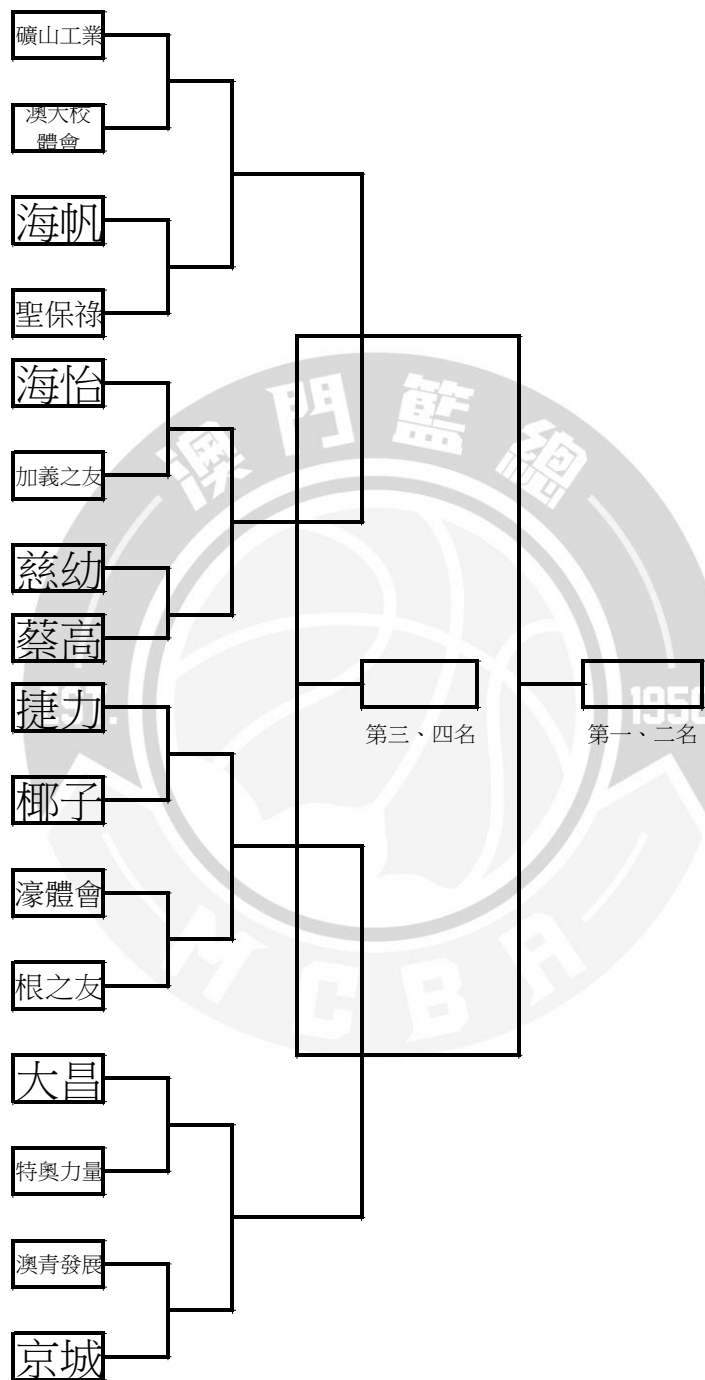 礦山工業
澳大校
體會
海帆
聖保祿
海怡
加義之友
慈幼
蔡高
捷力
椰子
濠體會
根之友
大昌
特奧力量
澳青發展
京城
第三、四名
第一、二名
澳門籃總
EST.
1958
MCBA